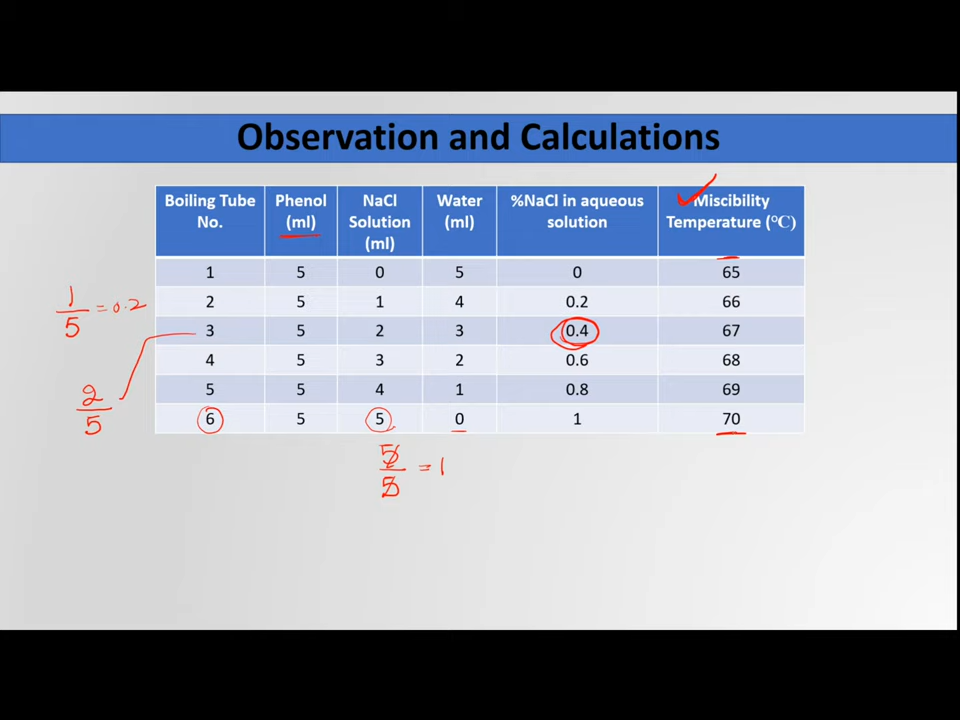 Observation and Calculations
Boiling Tube No. Phenol (ml) NaCl Solution (ml) Water (ml) %NaCl in aqueous solution Miscibility Temperature (°C)
1 5 0 5 0 65
2 5 1 4 0.2 66
3 5 2 3 0.4 67
4 5 3 2 0.6 68
5 5 4 1 0.8 69
6 5 5 0 1 70
1/5 = 0.2
2/5
5/5 = 1